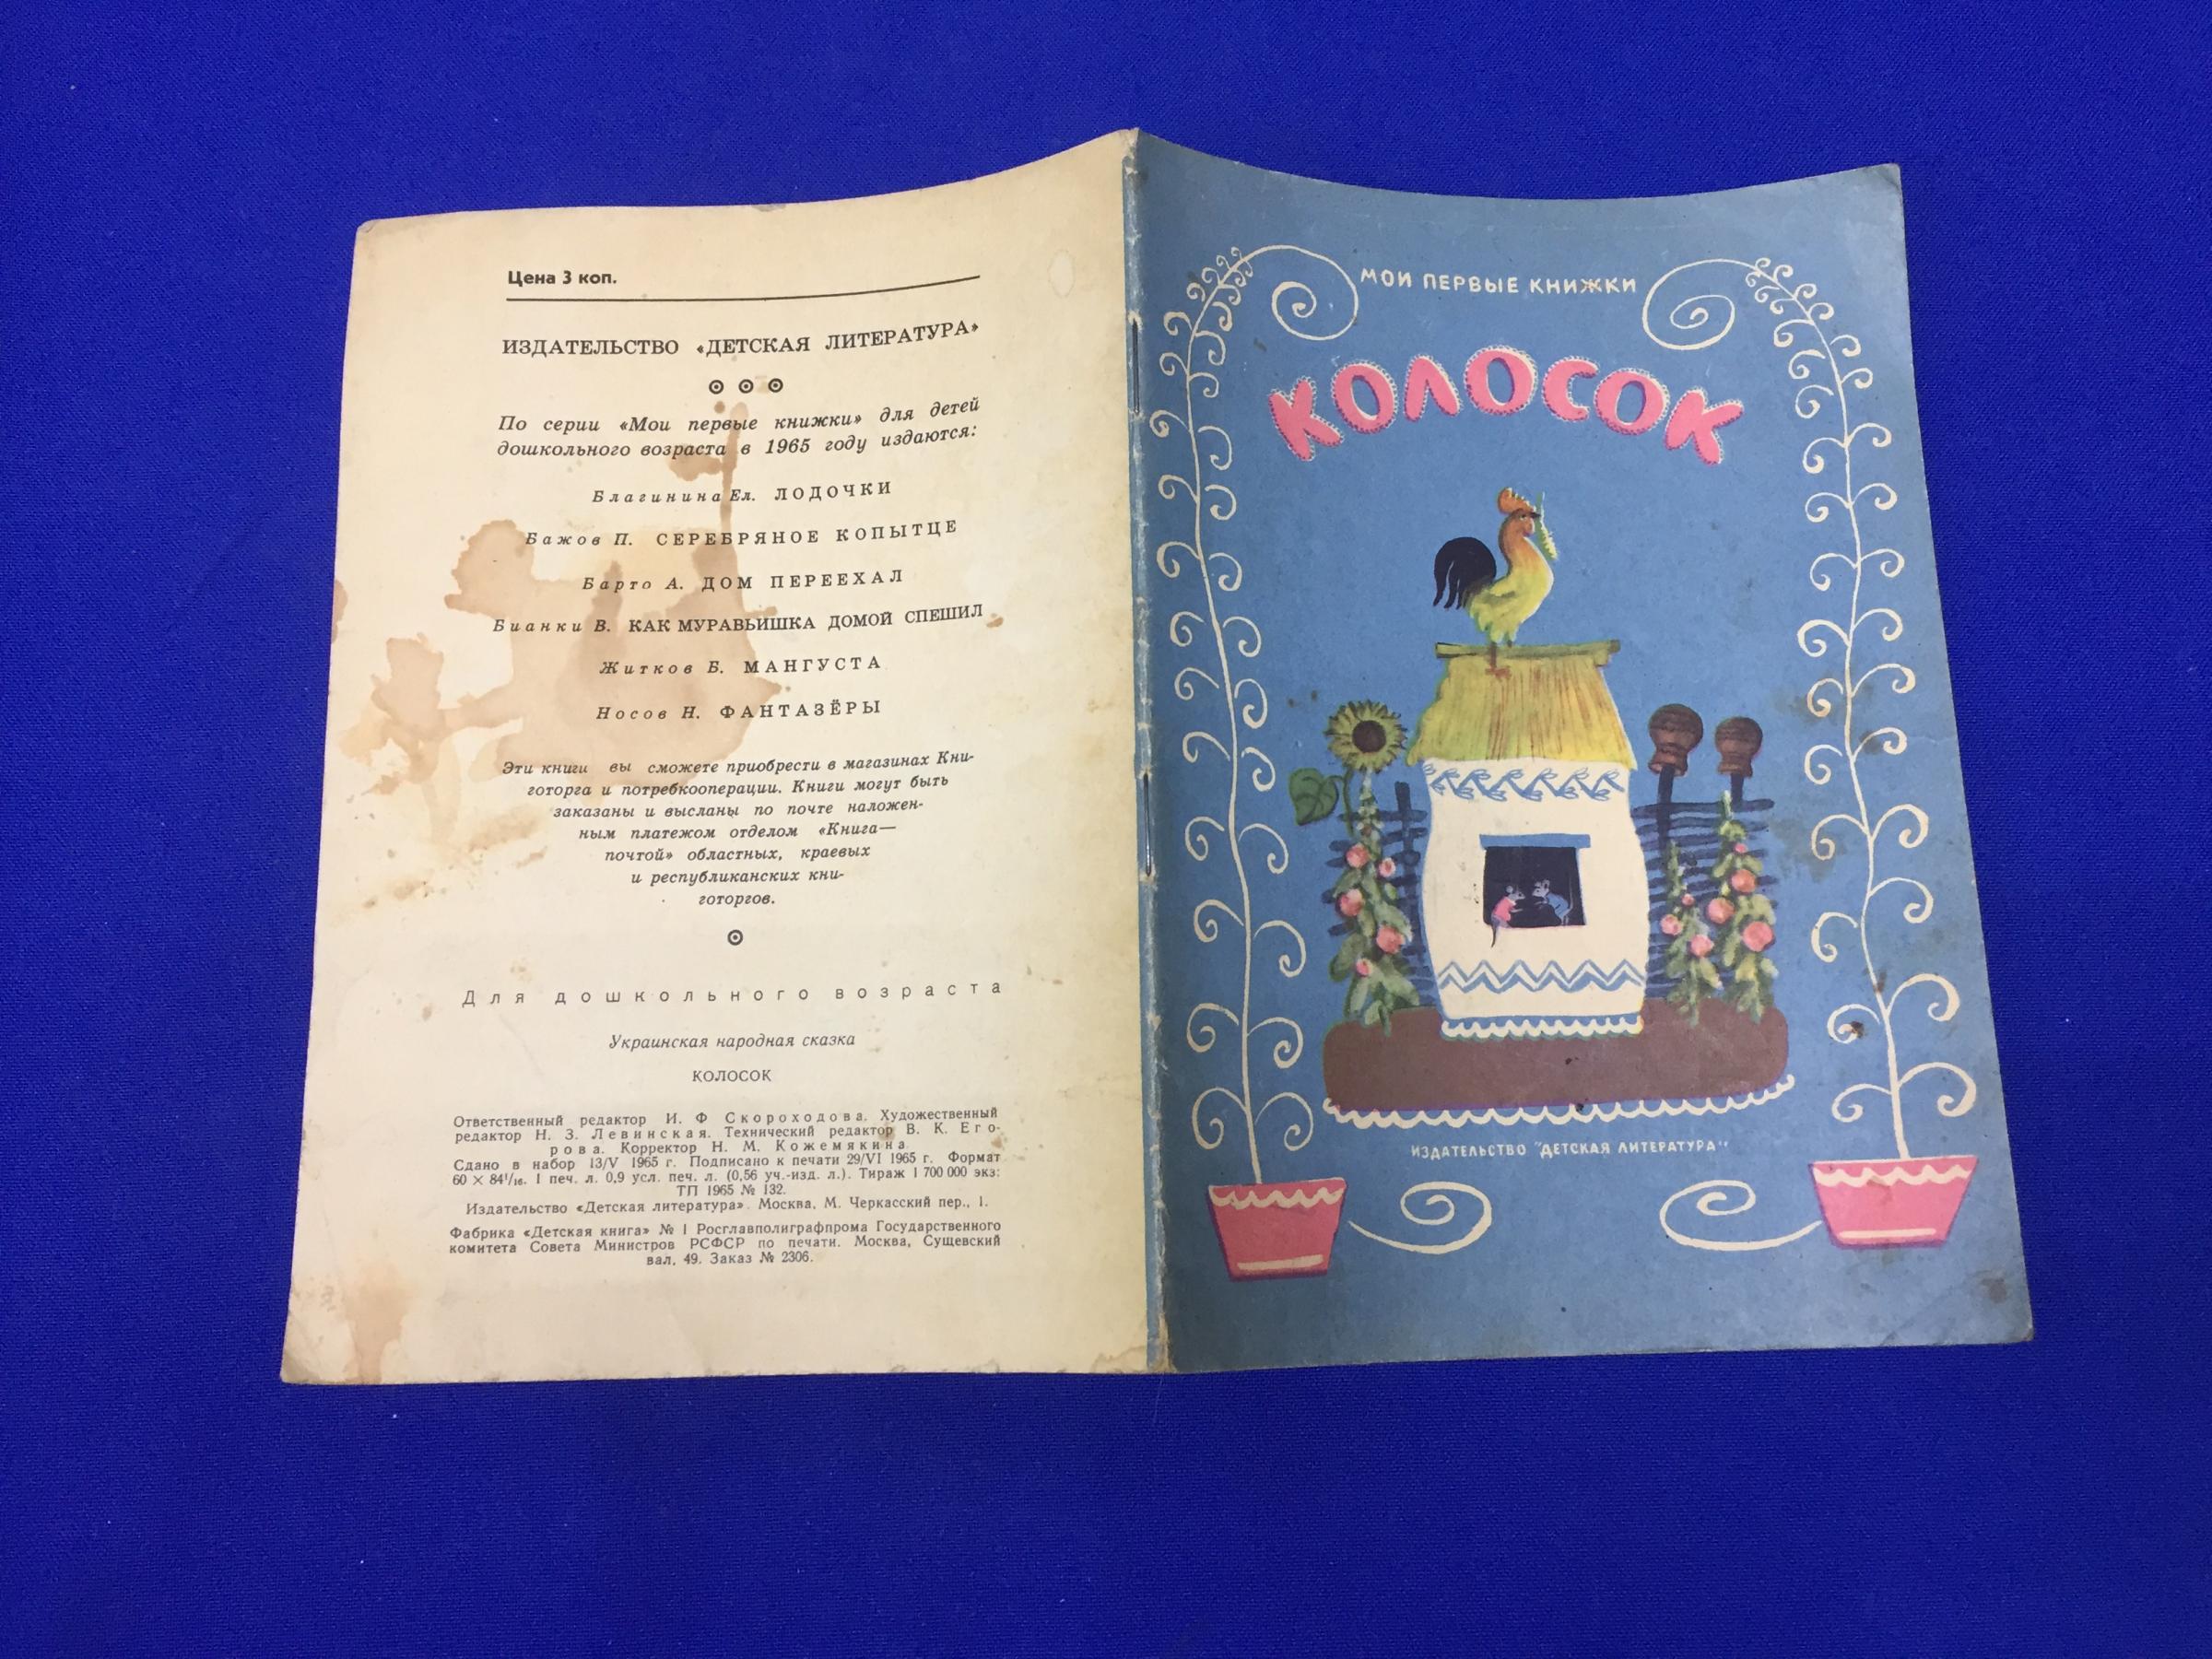 Цена 3 коп.
ИЗДАТЕЛЬСТВО «ДЕТСКАЯ ЛИТЕРАТУРА»
По серии «Мои первые книжки» для детей
дошкольного возраста в 1965 году издаются:
Благинина Ел. ЛОДОЧКИ
Бажов П. СЕРЕБРЯНОЕ КОПЫТЦЕ
Барто А. ДОМ ПЕРЕЕХАЛ
Бианки В. КАК МУРАВЬИШКА ДОМОЙ СПЕШИЛ
Житков Б. МАНГУСТА
Носов Н. ФАНТАЗЁРЫ
Эти книги вы сможете приобрести в магазинах Кни-
готорга и потребкооперации. Книги могут быть
заказаны и высланы по почте наложен-
ным платежом отделом «Книга—
почтой» областных, краевых
и республиканских кни-
готоргов.
Для дошкольного возраста
Украинская народная сказка
КОЛОСОК
Ответственный редактор И. Ф Скороходова. Художественный
редактор Н. З. Левинская. Технический редактор В. К. Его-
рова. Корректор Н. М. Кожемякина
Сдано в набор 13/V 1965 г. Подписано к печати 29/VI 1965 г. Формат
60 × 84¹/₁₆. 1 печ. л. 0,9 усл. печ. л. (0,56 уч.-изд. л.). Тираж 1 700 000 экз:
ТП 1965 № 132.
Издательство «Детская литература». Москва, М. Черкасский пер., 1.
Фабрика «Детская книга» № 1 Росглавполиграфпрома Государственного
комитета Совета Министров РСФСР по печати. Москва, Сущевский
вал, 49. Заказ № 2306.
МОИ ПЕРВЫЕ КНИЖКИ
КОЛОСОК
ИЗДАТЕЛЬСТВО "ДЕТСКАЯ ЛИТЕРАТУРА"